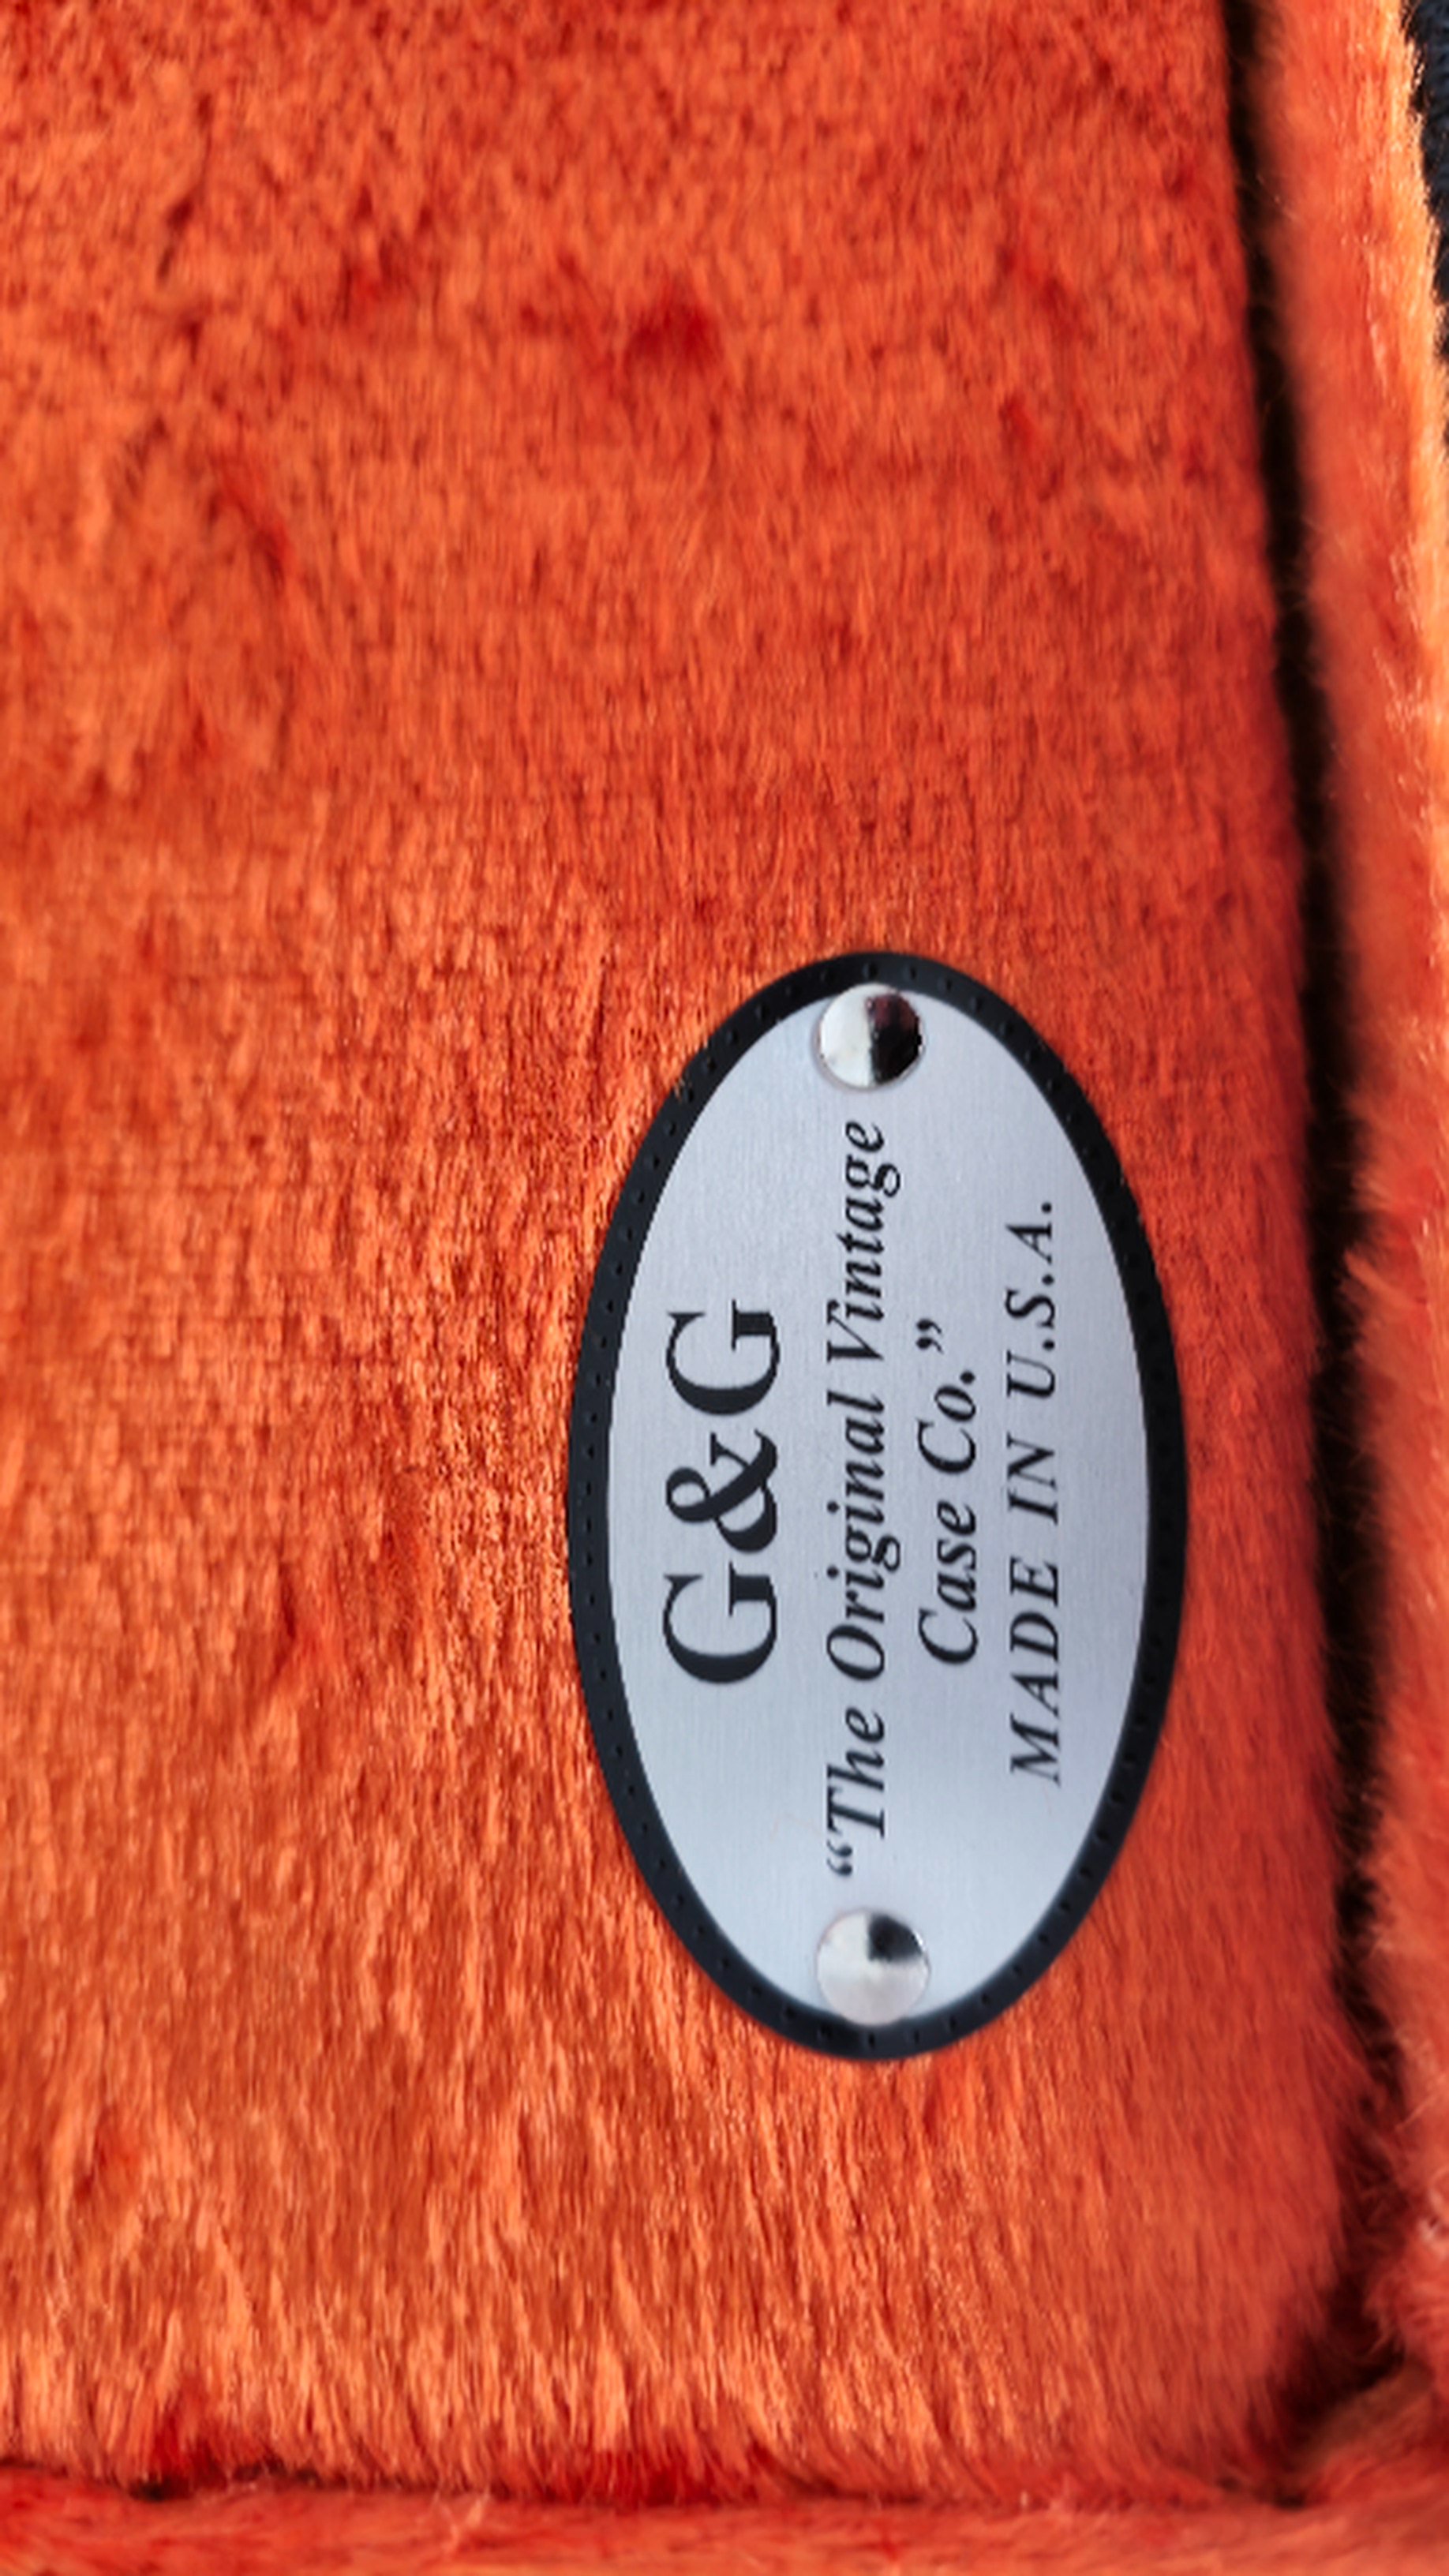 G&G
“The Original Vintage
Case Co.”
MADE IN U.S.A.